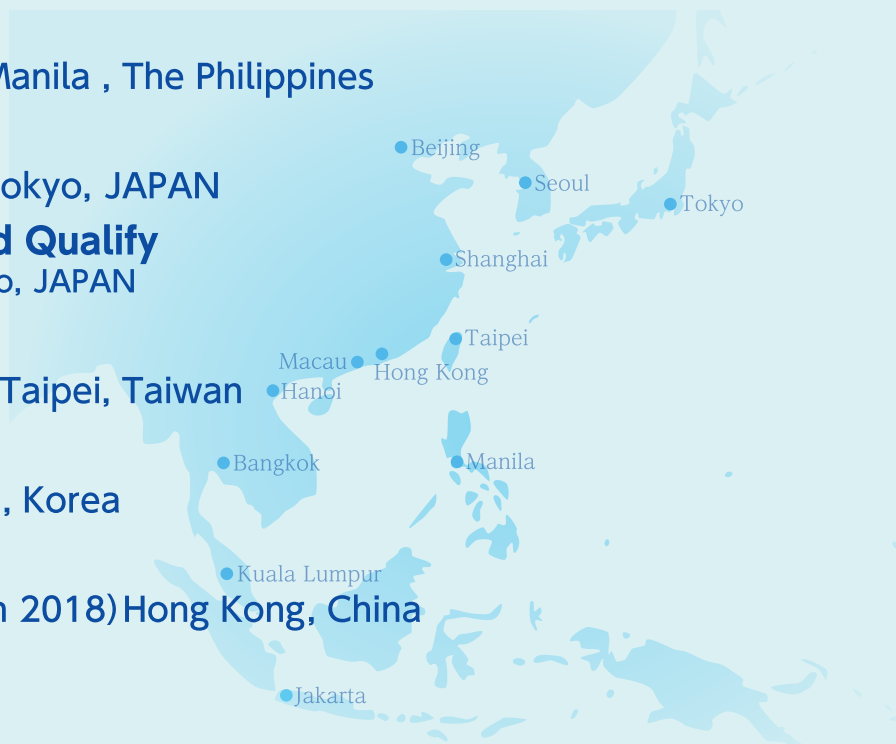 Manila , The Philippines
Beijing
okyo, JAPAN
Seoul
Tokyo
d Qualify
Shanghai
o, JAPAN
Taipei
Macau
Hong Kong
Taipei, Taiwan
Hanoi
Bangkok
Manila
, Korea
Kuala Lumpur
n 2018) Hong Kong, China
Jakarta